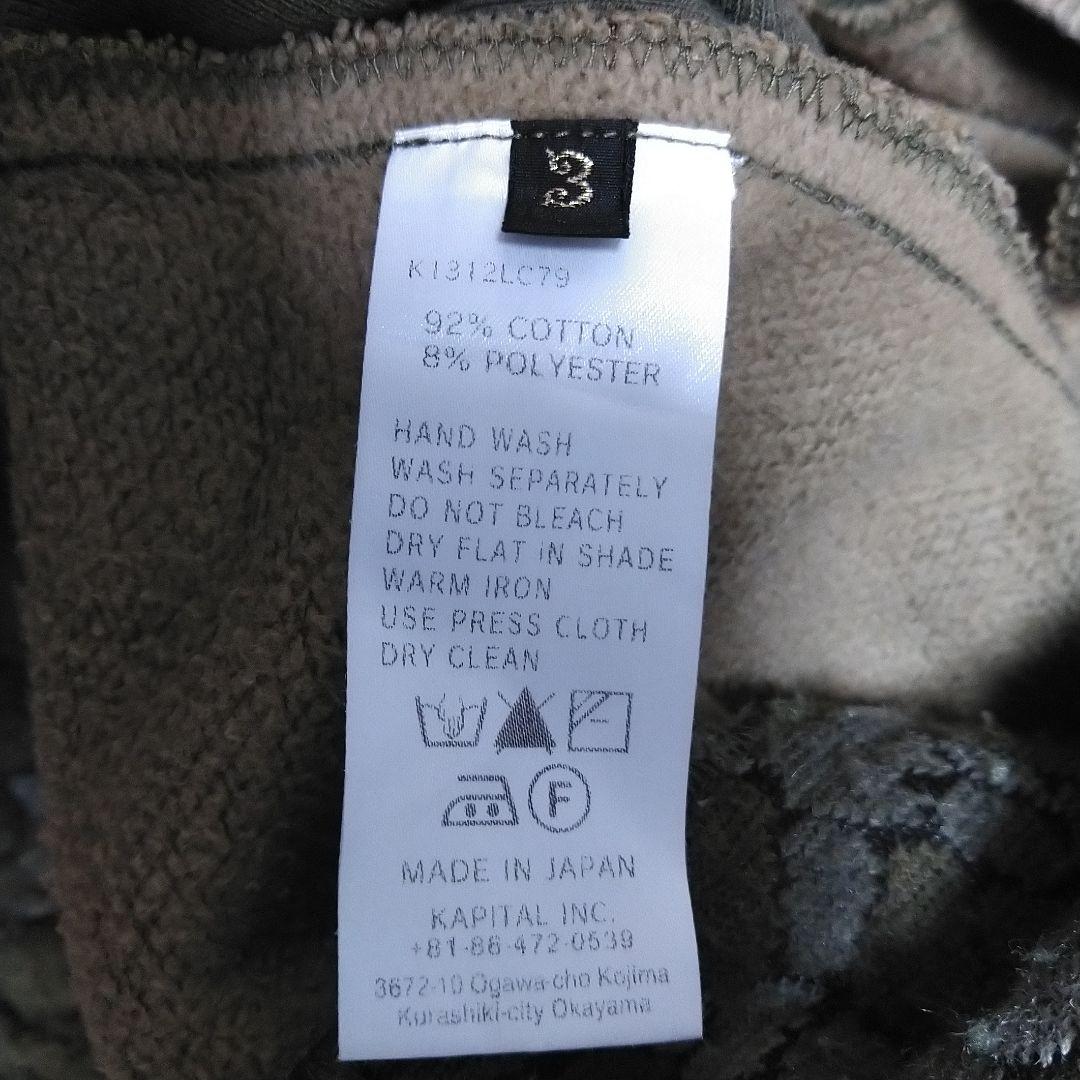 3
K1312LC79
92% COTTON
8% POLYESTER
HAND WASH
WASH SEPARATELY
DO NOT BLEACH
DRY FLAT IN SHADE
WARM IRON
USE PRESS CLOTH
DRY CLEAN
F
MADE IN JAPAN
KAPITAL INC.
+81-86-472-0539
3672-10 Ogawa-cho Kojima
Kurashiki-city Okayama